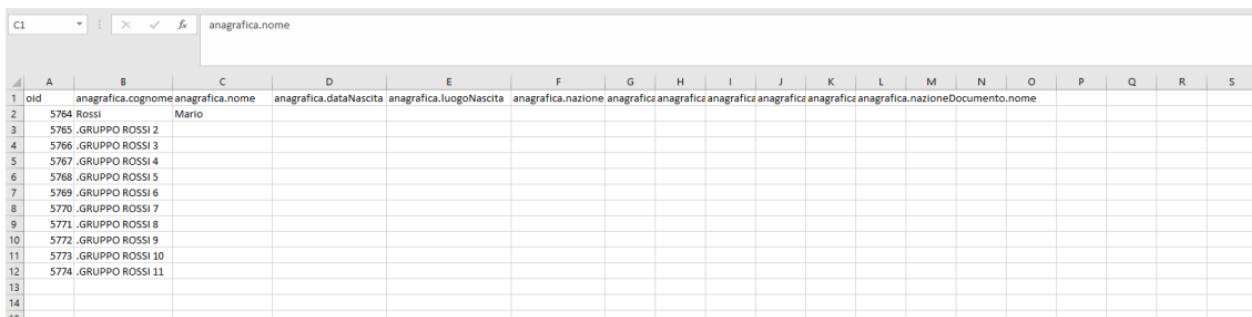 C1 fx anagrafica.nome
A B C D E F G H I J K L M N O P Q R S
1 oid anagrafica.cognome anagrafica.nome anagrafica.dataNascita anagrafica.luogoNascita anagrafica.nazione anagrafica anagrafica anagrafica anagrafica anagrafica anagrafica.nazioneDocumento.nome
2 5764 Rossi Mario
3 5765 .GRUPPO ROSSI 2
4 5766 .GRUPPO ROSSI 3
5 5767 .GRUPPO ROSSI 4
6 5768 .GRUPPO ROSSI 5
7 5769 .GRUPPO ROSSI 6
8 5770 .GRUPPO ROSSI 7
9 5771 .GRUPPO ROSSI 8
10 5772 .GRUPPO ROSSI 9
11 5773 .GRUPPO ROSSI 10
12 5774 .GRUPPO ROSSI 11
13
14